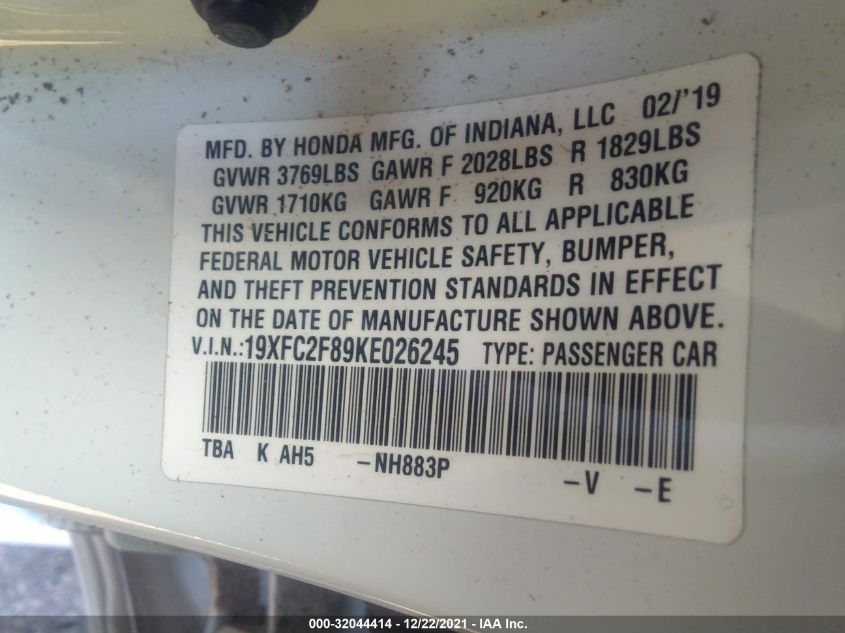 MFD. BY HONDA MFG. OF INDIANA, LLC 02/'19
GVWR 3769LBS GAWR F 2028LBS R 1829LBS
GVWR 1710KG GAWR F 920KG R 830KG
THIS VEHICLE CONFORMS TO ALL APPLICABLE
FEDERAL MOTOR VEHICLE SAFETY, BUMPER,
AND THEFT PREVENTION STANDARDS IN EFFECT
ON THE DATE OF MANUFACTURE SHOWN ABOVE.
V.I.N.:19XFC2F89KE026245 TYPE: PASSENGER CAR
TBA K AH5 -NH883P -V -E
000-32044414 - 12/22/2021 - IAA Inc.